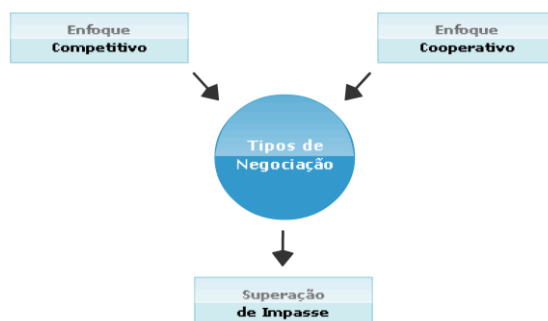 Enfoque
Competitivo
Enfoque
Cooperativo
Tipos de
Negociação
Superação
de Impasse